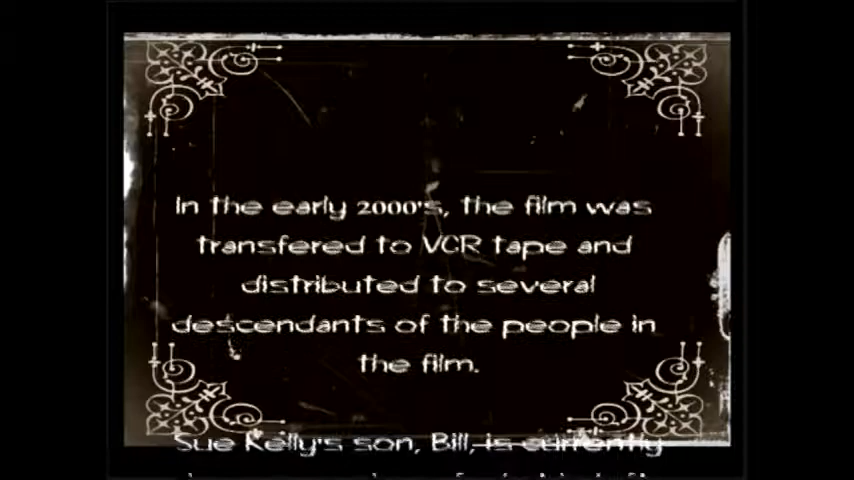 In the early 2000's, the film was
transfered to VCR tape and
distributed to several
descendants of the people in
the film.
Sue Kelly's son, Bill, is currently